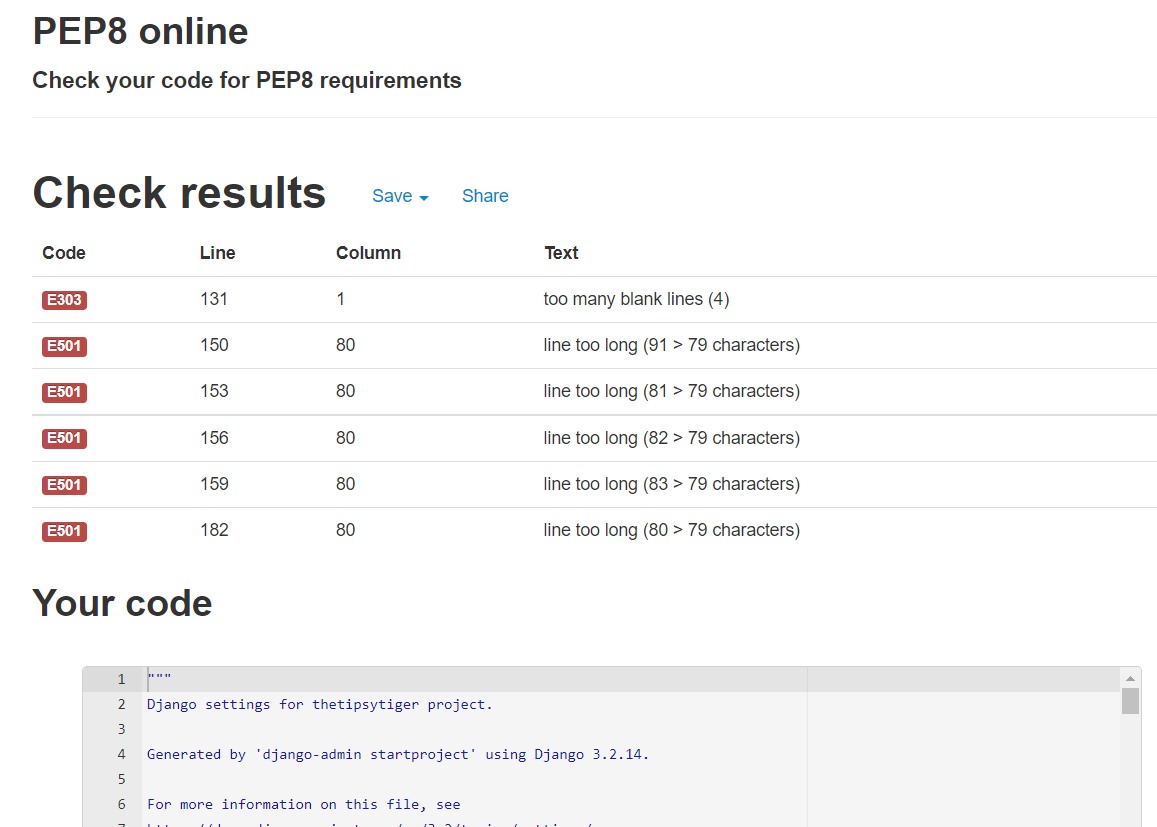 PEP8 online
Check your code for PEP8 requirements
Check results Save Share
Code Line Column Text
E303 131 1 too many blank lines (4)
E501 150 80 line too long (91 > 79 characters)
E501 153 80 line too long (81 > 79 characters)
E501 156 80 line too long (82 > 79 characters)
E501 159 80 line too long (83 > 79 characters)
E501 182 80 line too long (80 > 79 characters)
Your code
1 """
2 Django settings for thetipsytiger project.
3
4 Generated by 'django-admin startproject' using Django 3.2.14.
5
6 For more information on this file, see